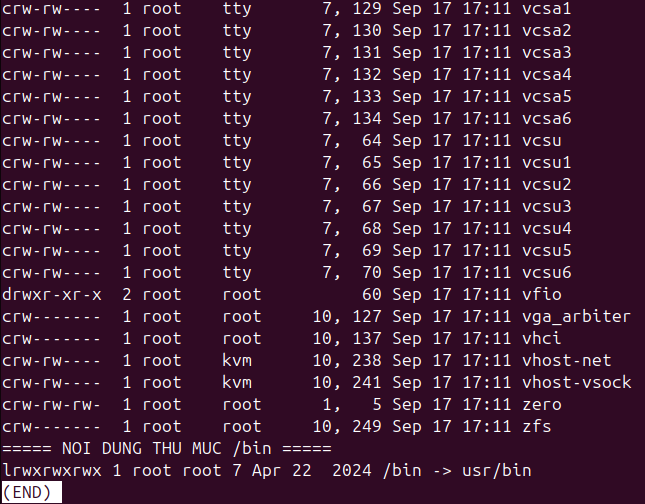 crw-rw---- 1 root tty 7, 129 Sep 17 17:11 vcsa1
crw-rw---- 1 root tty 7, 130 Sep 17 17:11 vcsa2
crw-rw---- 1 root tty 7, 131 Sep 17 17:11 vcsa3
crw-rw---- 1 root tty 7, 132 Sep 17 17:11 vcsa4
crw-rw---- 1 root tty 7, 133 Sep 17 17:11 vcsa5
crw-rw---- 1 root tty 7, 134 Sep 17 17:11 vcsa6
crw-rw---- 1 root tty 7, 64 Sep 17 17:11 vcsu
crw-rw---- 1 root tty 7, 65 Sep 17 17:11 vcsu1
crw-rw---- 1 root tty 7, 66 Sep 17 17:11 vcsu2
crw-rw---- 1 root tty 7, 67 Sep 17 17:11 vcsu3
crw-rw---- 1 root tty 7, 68 Sep 17 17:11 vcsu4
crw-rw---- 1 root tty 7, 69 Sep 17 17:11 vcsu5
crw-rw---- 1 root tty 7, 70 Sep 17 17:11 vcsu6
drwxr-xr-x 2 root root 60 Sep 17 17:11 vfio
crw------- 1 root root 10, 127 Sep 17 17:11 vga_arbiter
crw------- 1 root root 10, 137 Sep 17 17:11 vhci
crw-rw---- 1 root kvm 10, 238 Sep 17 17:11 vhost-net
crw-rw---- 1 root kvm 10, 241 Sep 17 17:11 vhost-vsock
crw-rw-rw- 1 root root 1, 5 Sep 17 17:11 zero
crw------- 1 root root 10, 249 Sep 17 17:11 zfs
===== NOI DUNG THU MUC /bin =====
lrwxrwxrwx 1 root root 7 Apr 22 2024 /bin -> usr/bin
(END)